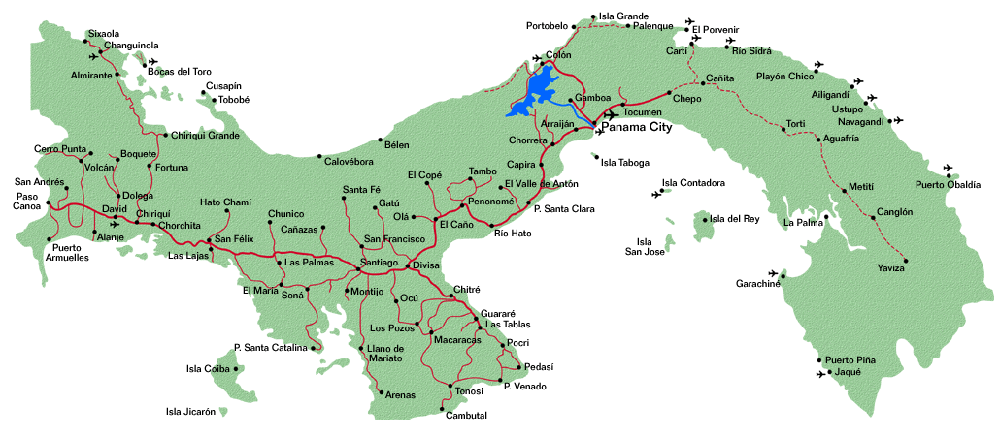 Isla Grande
Portobelo
Palenque
El Porvenir
Sixaola
Changuinola
Cartí
Río Sidrá
Colón
Almirante
Bocas del Toro
Playón Chico
Cañita
Cusapín
Ailigandí
Tobobé
Gamboa
Chepo
Ustupo
Tocumen
Navagandí
Arraiján
Panama City
Torti
Chiriqui Grande
Chorrera
Aguafría
Bélen
Cerro Punta
Boquete
Calovébora
Capira
Isla Taboga
Volcán
Fortuna
Tambo
San Andrés
El Copé
El Valle de Antón
Isla Contadora
Puerto Obaldía
Paso
Canoa
Dolega
Santa Fé
Metití
David
Chiriquí
Hato Chamí
Gatú
Penonomé
P. Santa Clara
Chunico
Olá
Isla del Rey
Canglón
Chorchita
Cañazas
El Caño
La Palma
Alanje
San Félix
San Francisco
Río Hato
Puerto
Armuelles
Isla
San Jose
Las Lajas
Las Palmas
Santiago
Divisa
Yaviza
Garachiné
El María
Soná
Montijo
Chitré
Ocú
Guararé
Las Tablas
Los Pozos
Macaracas
P. Santa Catalina
Llano de
Mariato
Pocri
Puerto Piña
Isla Coiba
Pedasí
Jaqué
Arenas
Tonosi
P. Venado
Isla Jicarón
Cambutal